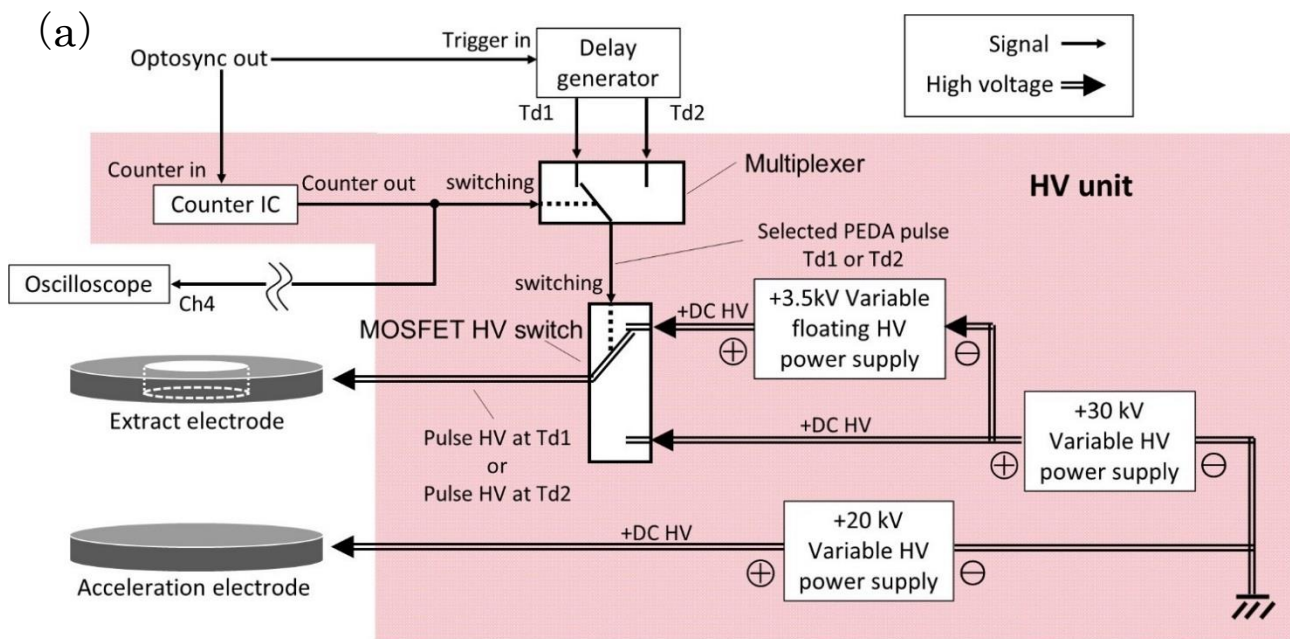 (a)
Optosync out
Trigger in
Delay
generator
Td1
Td2
Signal
High voltage
Counter in
Counter IC
Counter out
switching
Multiplexer
HV unit
Selected PEDA pulse
Td1 or Td2
Oscilloscope
Ch4
switching
MOSFET HV switch
+DC HV
+3.5kV Variable
floating HV
power supply
⊕
⊖
Extract electrode
Pulse HV at Td1
or
Pulse HV at Td2
+DC HV
+30 kV
Variable HV
power supply
⊕
⊖
Acceleration electrode
+DC HV
+20 kV
Variable HV
power supply
⊕
⊖